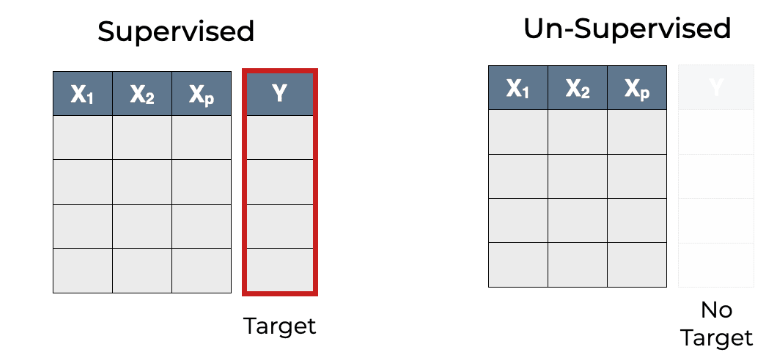 Supervised
X₁ X₂ Xₚ Y
Target
Un-Supervised
X₁ X₂ Xₚ Y
No
Target